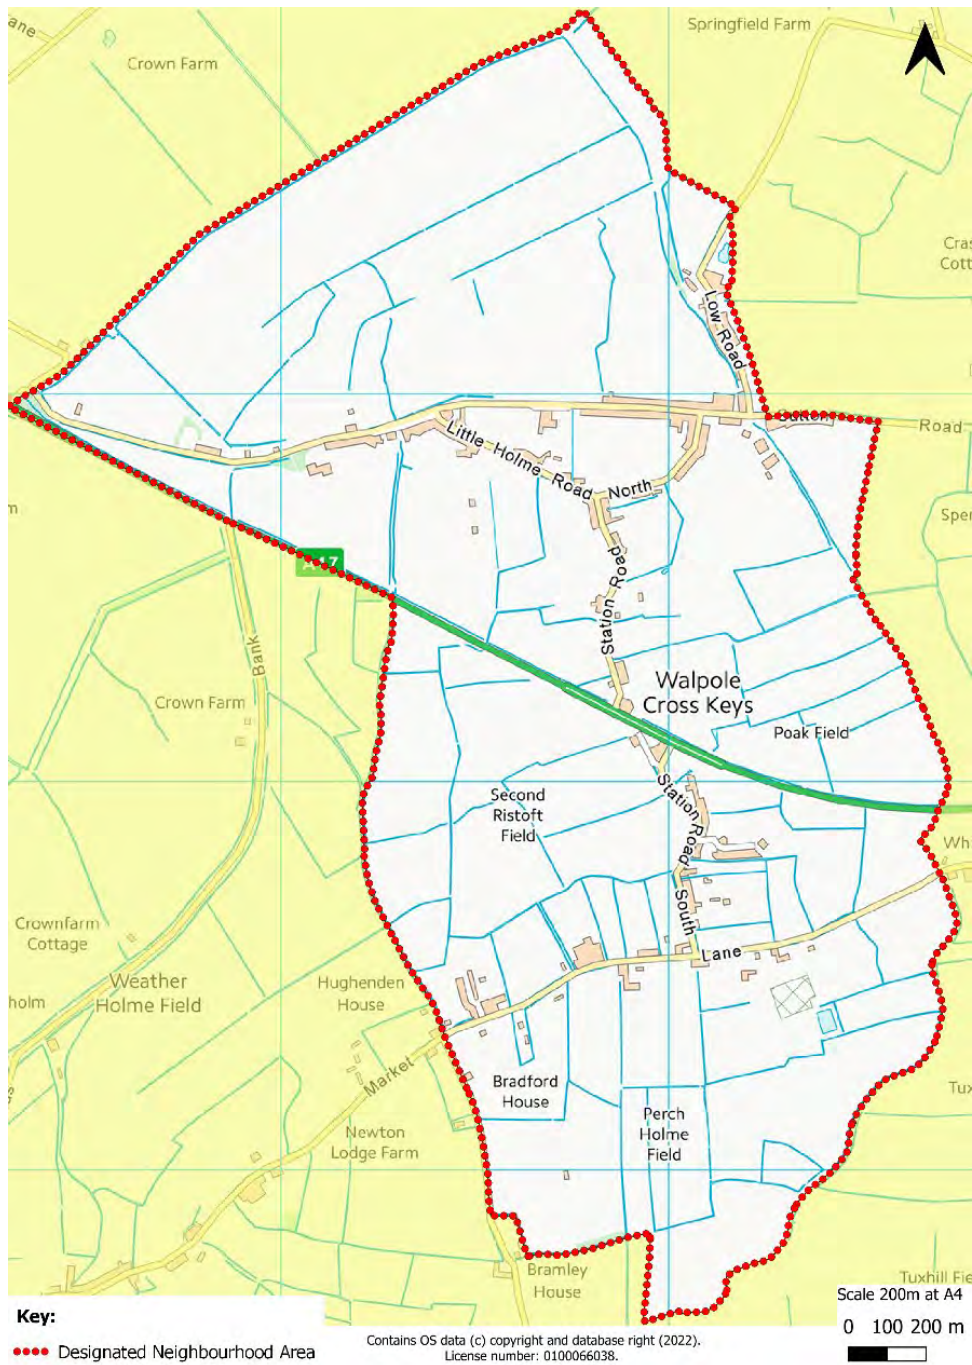 ane
Springfield Farm
Crown Farm
Cras
Cott
Low Road
Sutton
Road
Little Holme Road
North
Station Road
Sper
m
A17
Bank
Walpole
Cross Keys
Crown Farm
Poak Field
Second
Ristoft
Field
Station Road
South
Wh
Crownfarm
Cottage
Lane
Weather
Holme Field
Hughenden
House
holm
Market
Bradford
House
Tux
Perch
Holme
Field
Newton
Lodge Farm
Bramley
House
Tuxhill Fie
Scale 200m at A4
0 100 200 m
Key:
Designated Neighbourhood Area
Contains OS data (c) copyright and database right (2022).
License number: 0100066038.